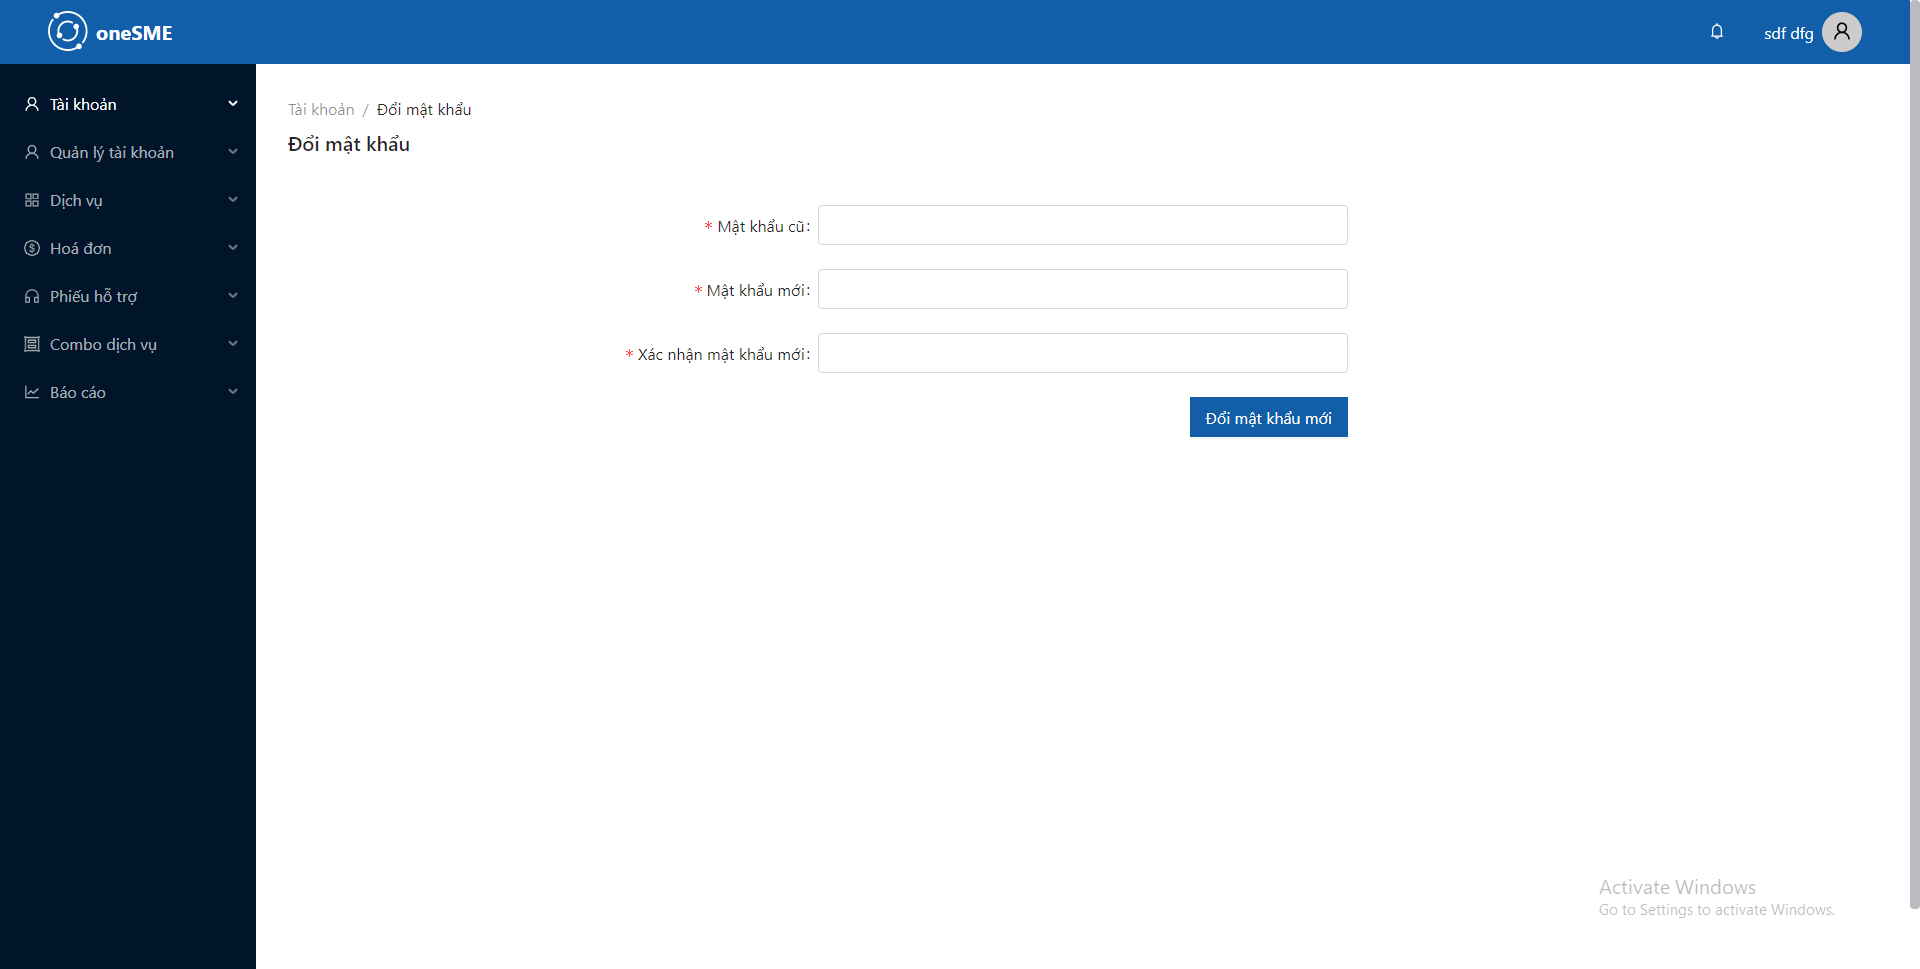 oneSME
sdf dfg
Tài khoản
Quản lý tài khoản
Dịch vụ
Hoá đơn
Phiếu hỗ trợ
Combo dịch vụ
Báo cáo
Tài khoản / Đổi mật khẩu
Đổi mật khẩu
* Mật khẩu cũ:
* Mật khẩu mới:
* Xác nhận mật khẩu mới:
Đổi mật khẩu mới
Activate Windows
Go to Settings to activate Windows.